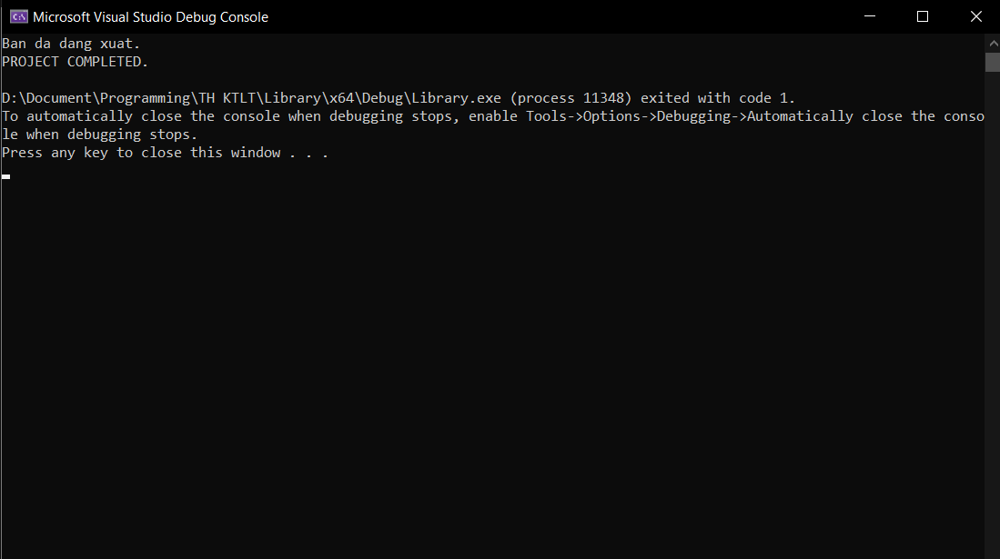 C:\
Microsoft Visual Studio Debug Console
Ban da dang xuat.
PROJECT COMPLETED.
D:\Document\Programming\TH KTLT\Library\x64\Debug\Library.exe (process 11348) exited with code 1.
To automatically close the console when debugging stops, enable Tools->Options->Debugging->Automatically close the conso
le when debugging stops.
Press any key to close this window . . .